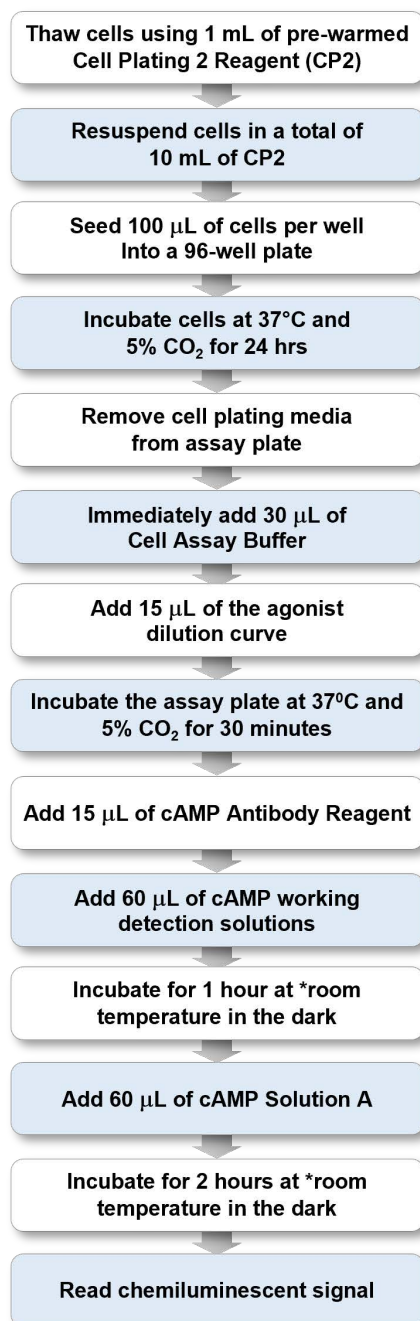 Thaw cells using 1 mL of pre-warmed
Cell Plating 2 Reagent (CP2)
Resuspend cells in a total of
10 mL of CP2
Seed 100 μL of cells per well
Into a 96-well plate
Incubate cells at 37°C and
5% CO₂ for 24 hrs
Remove cell plating media
from assay plate
Immediately add 30 μL of
Cell Assay Buffer
Add 15 μL of the agonist
dilution curve
Incubate the assay plate at 37⁰C and
5% CO₂ for 30 minutes
Add 15 μL of cAMP Antibody Reagent
Add 60 μL of cAMP working
detection solutions
Incubate for 1 hour at *room
temperature in the dark
Add 60 μL of cAMP Solution A
Incubate for 2 hours at *room
temperature in the dark
Read chemiluminescent signal